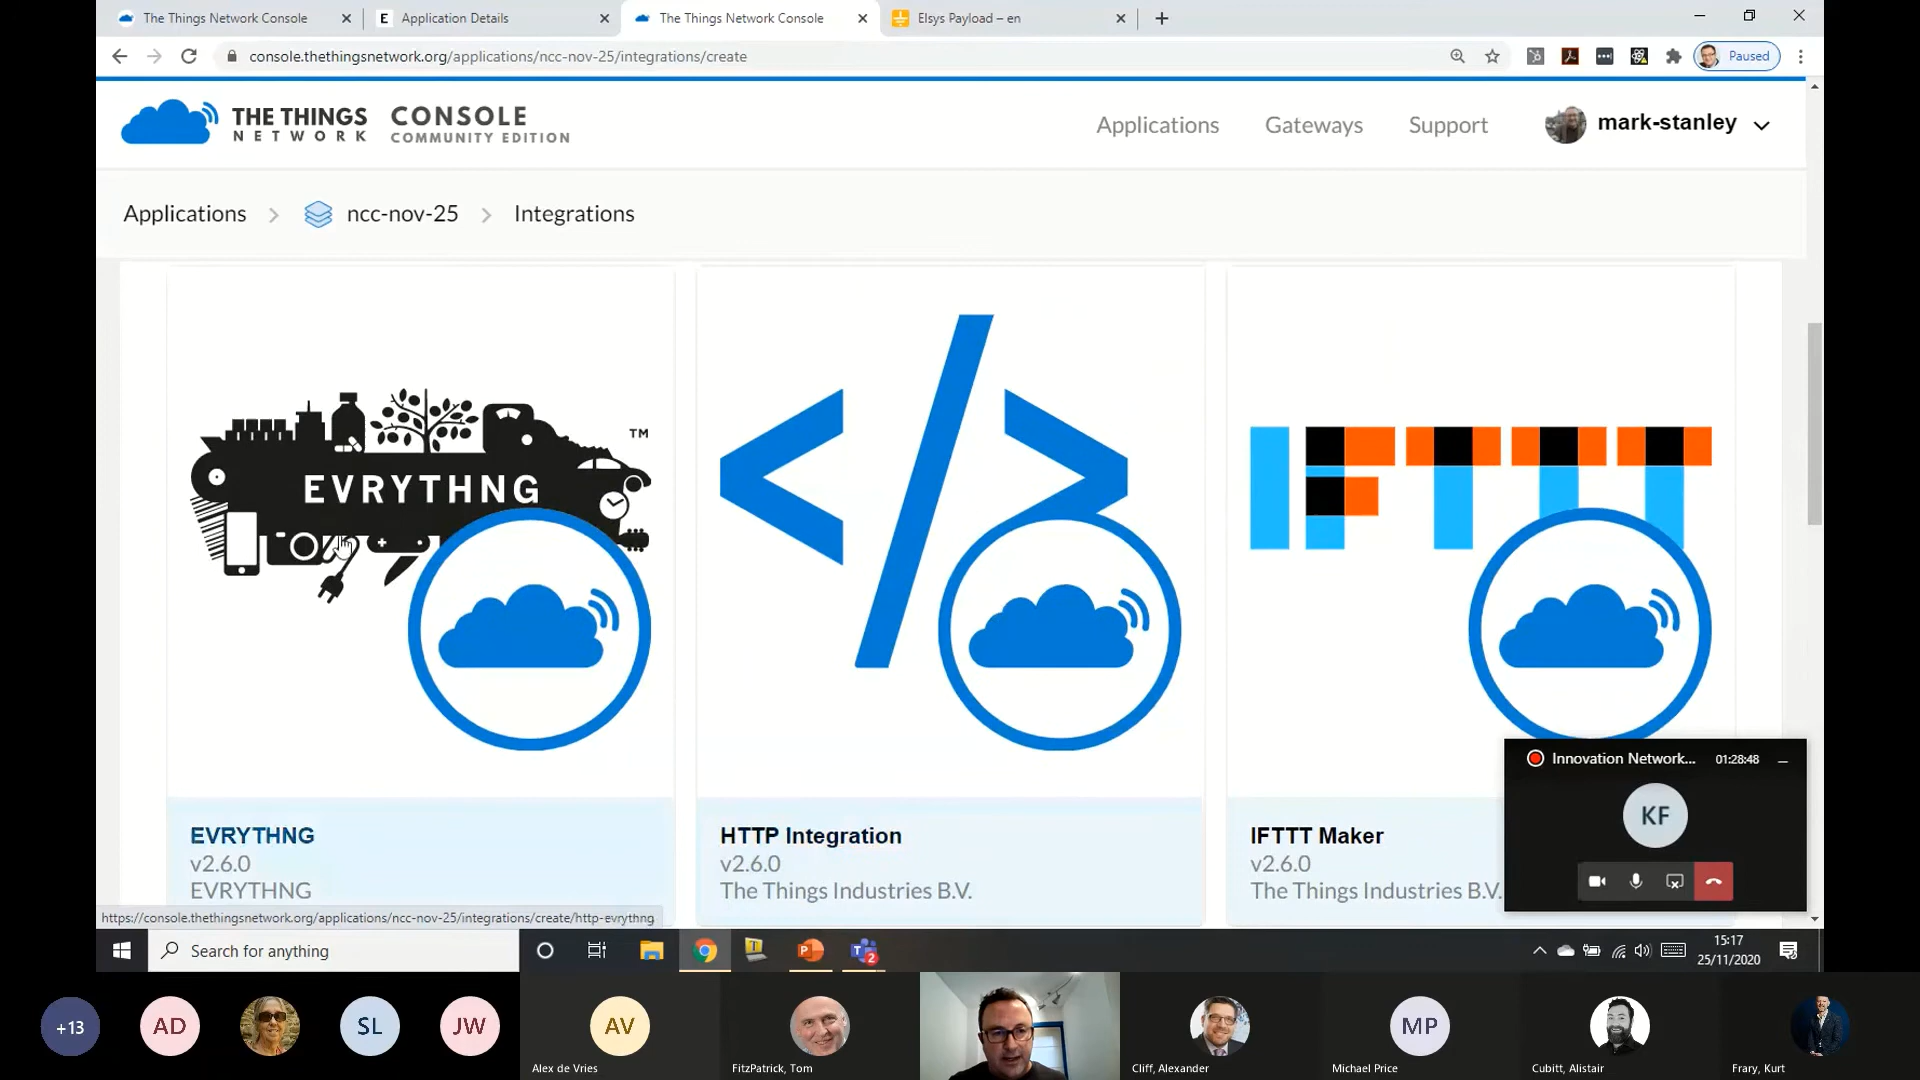 The Things Network Console
Application Details
The Things Network Console
Elsys Payload – en
console.thethingsnetwork.org/applications/ncc-nov-25/integrations/create
Paused
THE THINGS
NETWORK
CONSOLE
COMMUNITY EDITION
Applications
Gateways
Support
mark-stanley
Applications
ncc-nov-25
Integrations
EVRYTHNG
TM
</>
IFTTT
EVRYTHNG
v2.6.0
EVRYTHNG
HTTP Integration
v2.6.0
The Things Industries B.V.
IFTTT Maker
v2.6.0
The Things Industries B.V.
Innovation Network...
01:28:48
KF
https://console.thethingsnetwork.org/applications/ncc-nov-25/integrations/create/http-evrythng
Search for anything
2
15:17
25/11/2020
+13
AD
SL
JW
AV
Alex de Vries
FitzPatrick, Tom
Cliff, Alexander
MP
Michael Price
Cubitt, Alistair
Frary, Kurt